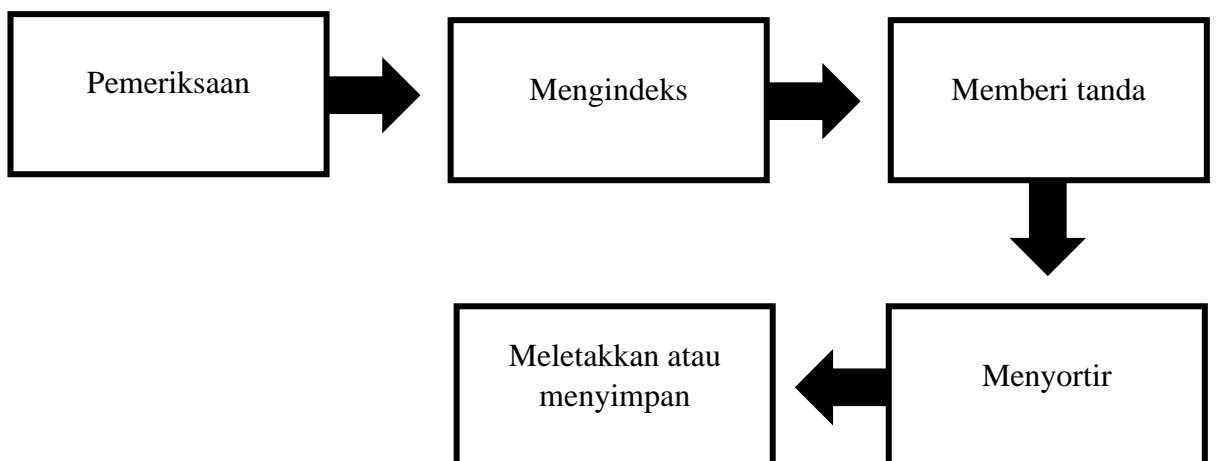 Pemeriksaan
Mengindeks
Memberi tanda
Menyortir
Meletakkan atau
menyimpan